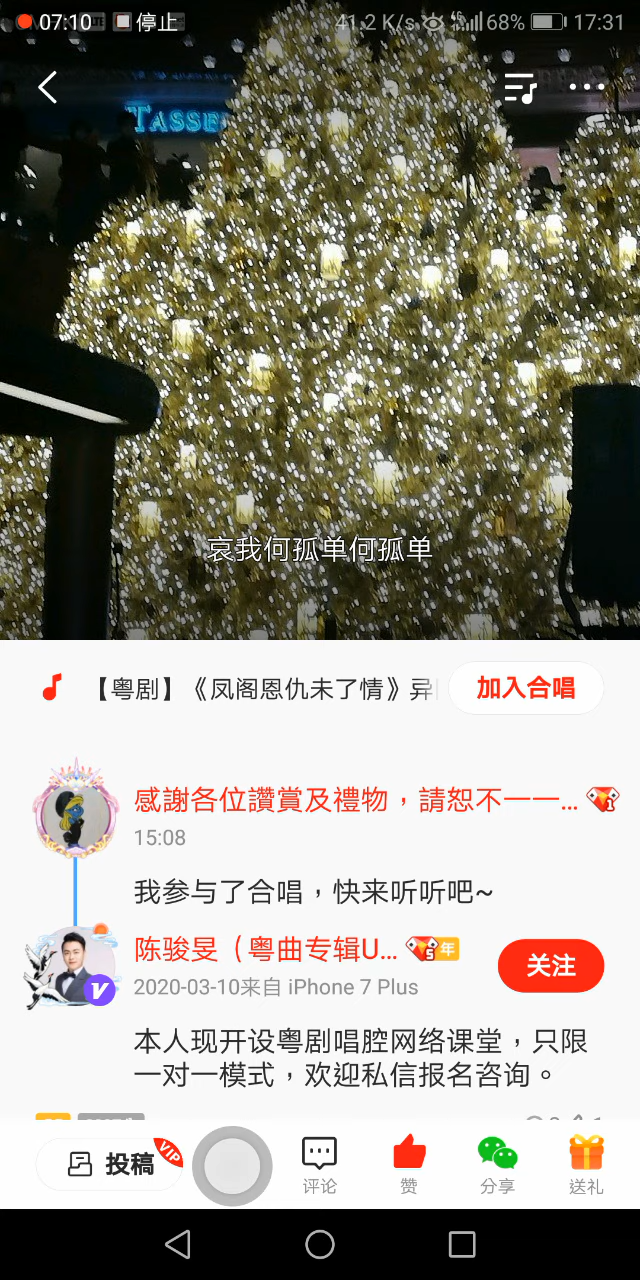 07:10 停止 41.2 K/s 4G 68% 17:31
TASSE
哀我何孤单何孤单
【粤剧】《凤阁恩仇未了情》异
加入合唱
感謝各位讚賞及禮物，請恕不一一...
15:08
我参与了合唱，快来听听吧~
陈骏旻（粤曲专辑U... 5 年
关注
2020-03-10来自 iPhone 7 Plus
本人现开设粤剧唱腔网络课堂，只限
一对一模式，欢迎私信报名咨询。
投稿 VIP
评论 赞 分享 送礼